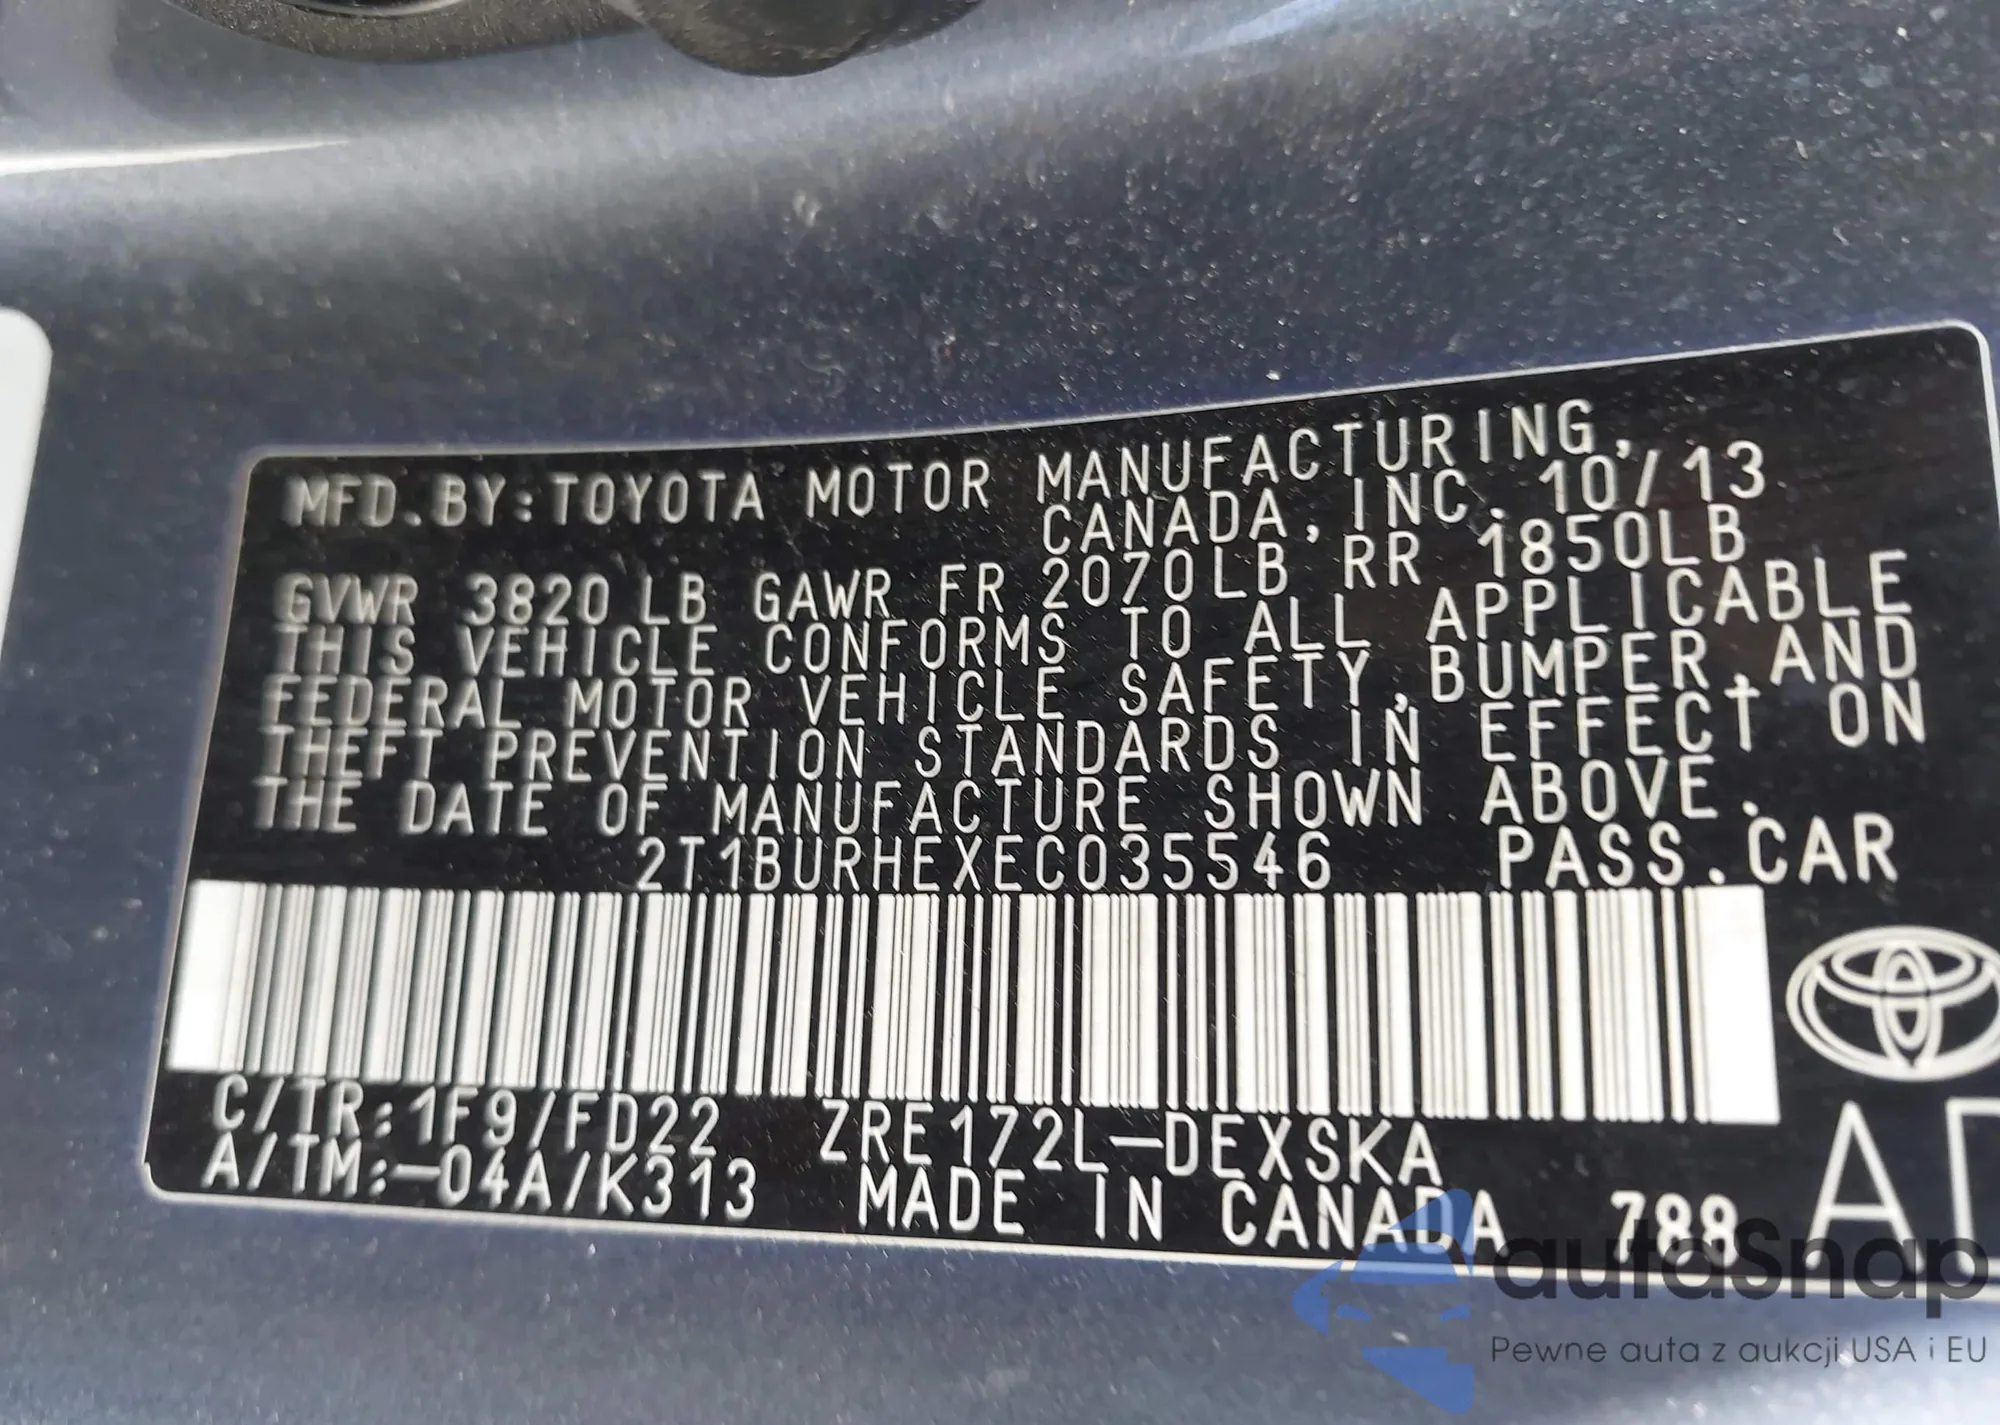 MFD.BY:TOYOTA MOTOR MANUFACTURING,
CANADA,INC. 10/13
GVWR 3820LB GAWR FR 2070LB RR 1850LB
THIS VEHICLE CONFORMS TO ALL APPLICABLE
FEDERAL MOTOR VEHICLE SAFETY,BUMPER,AND
THEFT PREVENTION STANDARDS IN EFFECT ON
THE DATE OF MANUFACTURE SHOWN ABOVE.
2T1BURHEXEC035546 PASS.CAR
C/TR:1F9/FD22 ZRE172L-DEXSKA
A/TM:-04A/K313 MADE IN CANADA 788
autoSnap
Pewne auta z aukcji USA i EU